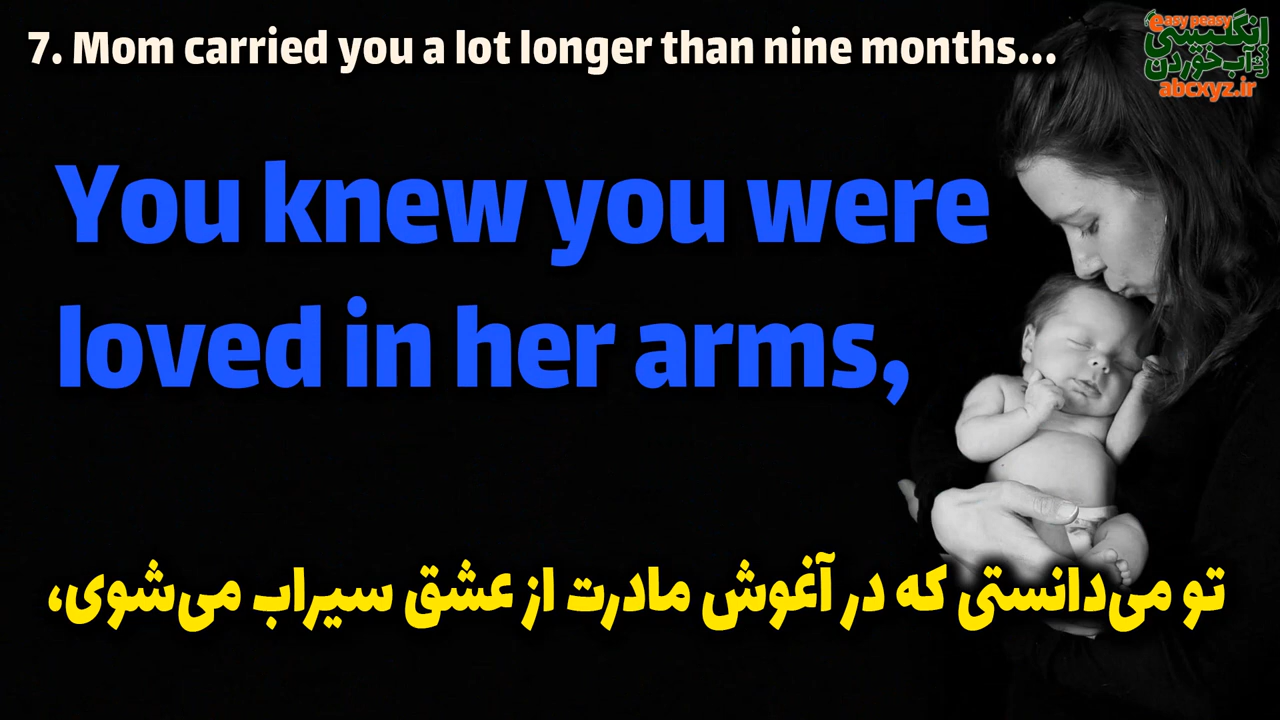 7. Mom carried you a lot longer than nine months...
easy peasy
انگلیسی
آب خوردن
abcxyz.ir
You knew you were
loved in her arms,
تو می‌دانستی که در آغوش مادرت از عشق سیراب می‌شوی،